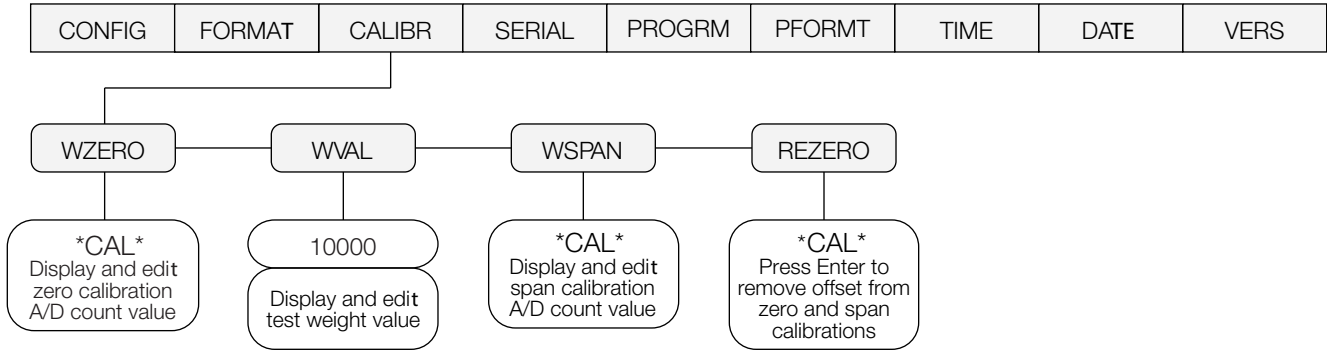 CONFIG FORMAT CALIBR SERIAL PROGRM PFORMT TIME DATE VERS
WZERO WVAL WSPAN REZERO
*CAL*
Display and edit
zero calibration
A/D count value
10000
Display and edit
test weight value
*CAL*
Display and edit
span calibration
A/D count value
*CAL*
Press Enter to
remove offset from
zero and span
calibrations